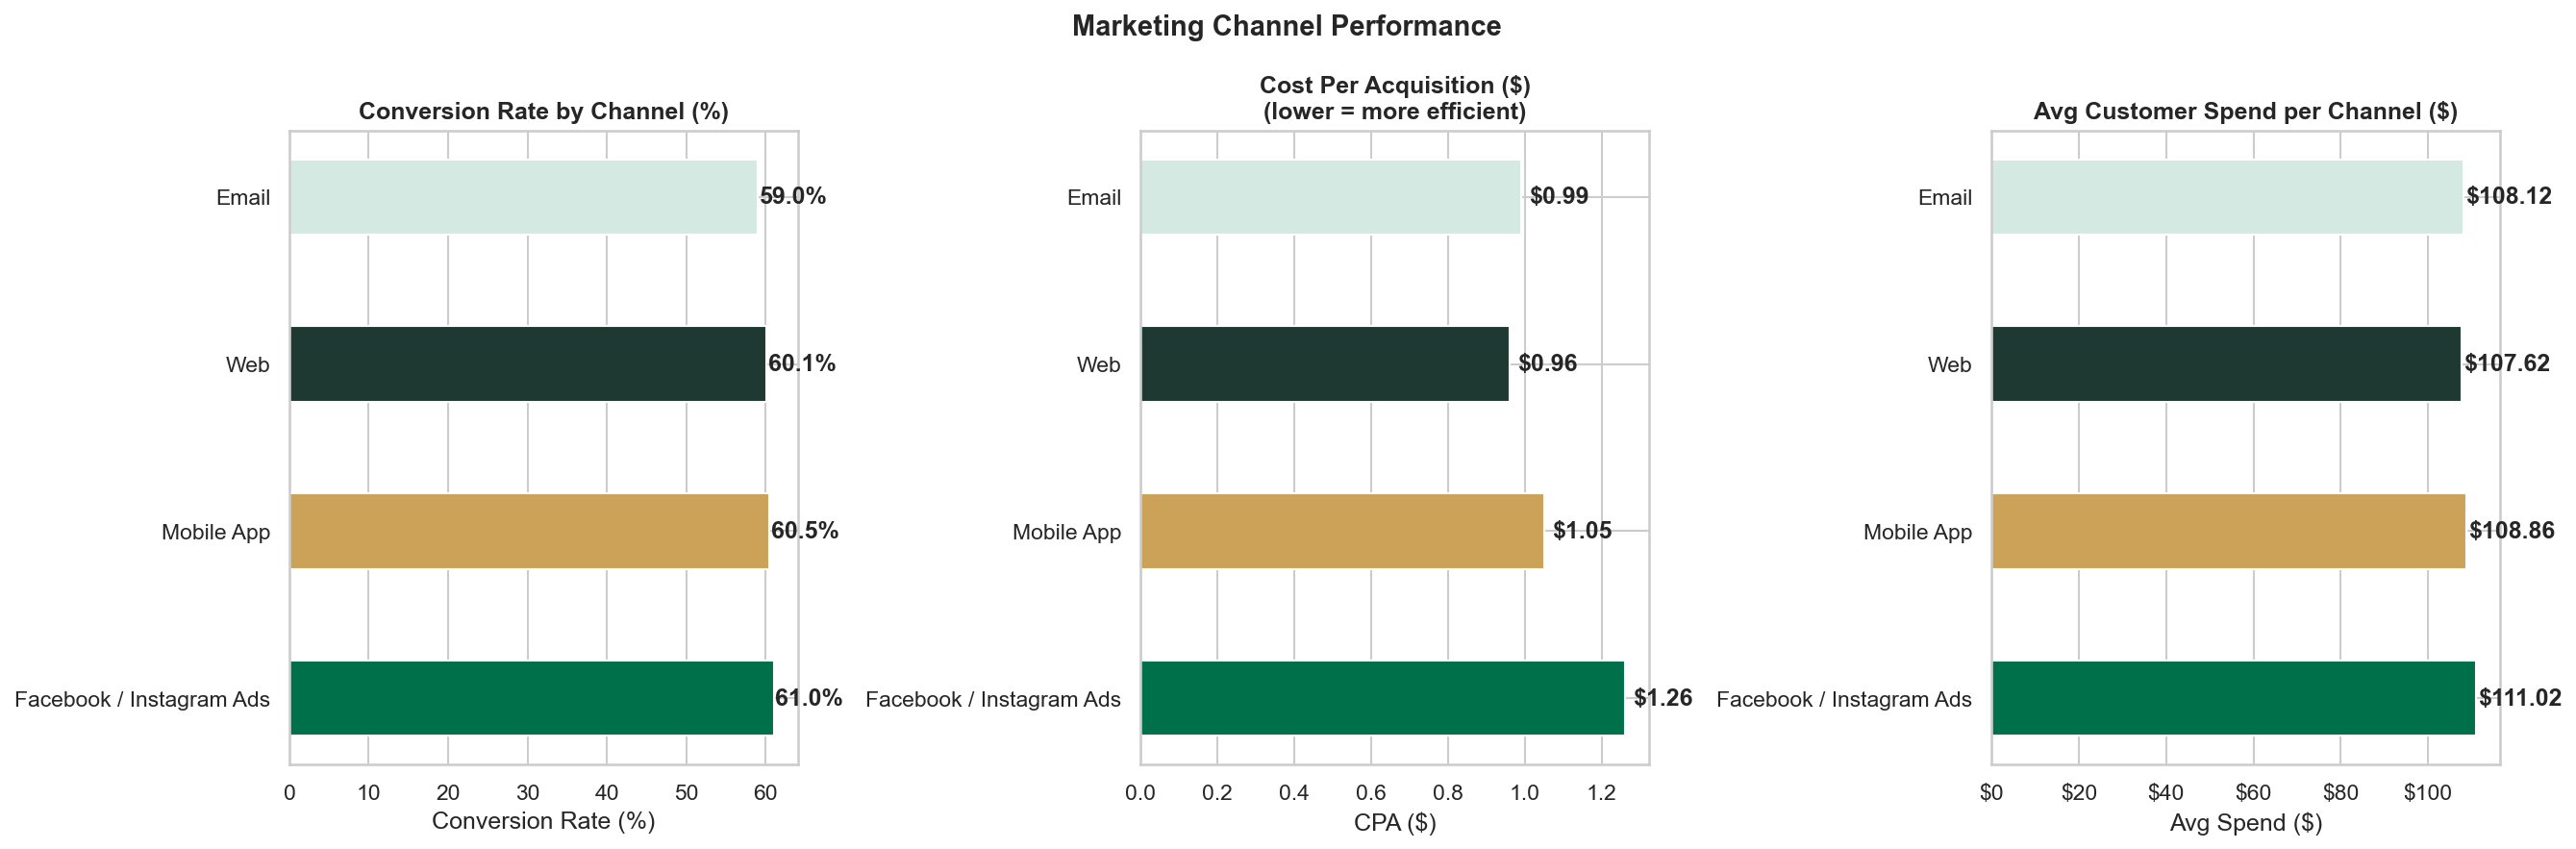 Marketing Channel Performance
Conversion Rate by Channel (%)
Email
59.0%
Web
60.1%
Mobile App
60.5%
Facebook / Instagram Ads
61.0%
0 10 20 30 40 50 60
Conversion Rate (%)
Cost Per Acquisition ($)
(lower = more efficient)
Email
$0.99
Web
$0.96
Mobile App
$1.05
Facebook / Instagram Ads
$1.26
0.0 0.2 0.4 0.6 0.8 1.0 1.2
CPA ($)
Avg Customer Spend per Channel ($)
Email
$108.12
Web
$107.62
Mobile App
$108.86
Facebook / Instagram Ads
$111.02
$0 $20 $40 $60 $80 $100
Avg Spend ($)